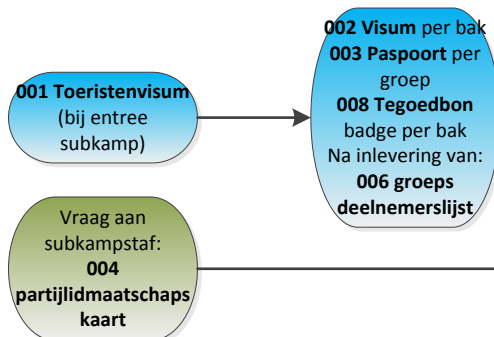 001 Toeristenvisum
(bij entree
subkamp)
002 Visum per bak
003 Paspoort per
groep
008 Tegoedbon
badge per bak
Na inlevering van:
006 groeps
deelnemerslijst
Vraag aan
subkampstaf:
004
partijlidmaatschaps
kaart